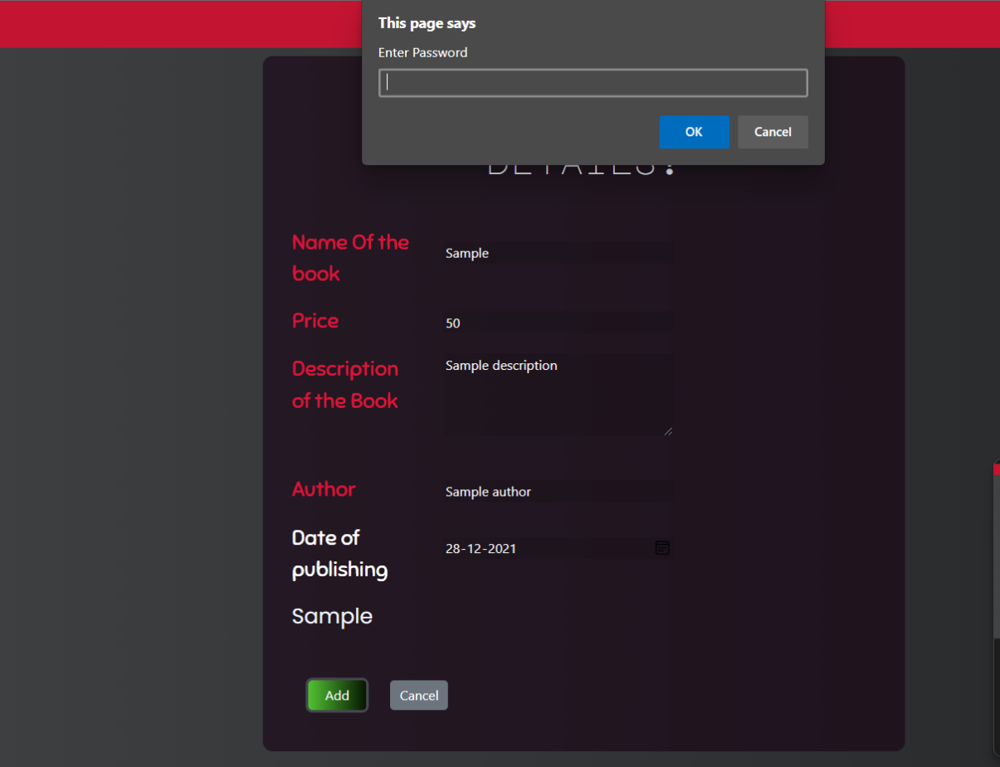 This page says
Enter Password
OK
Cancel
DETAILS!
Name Of the
book
Sample
Price
50
Description
of the Book
Sample description
Author
Sample author
Date of
publishing
28-12-2021
Sample
Add
Cancel